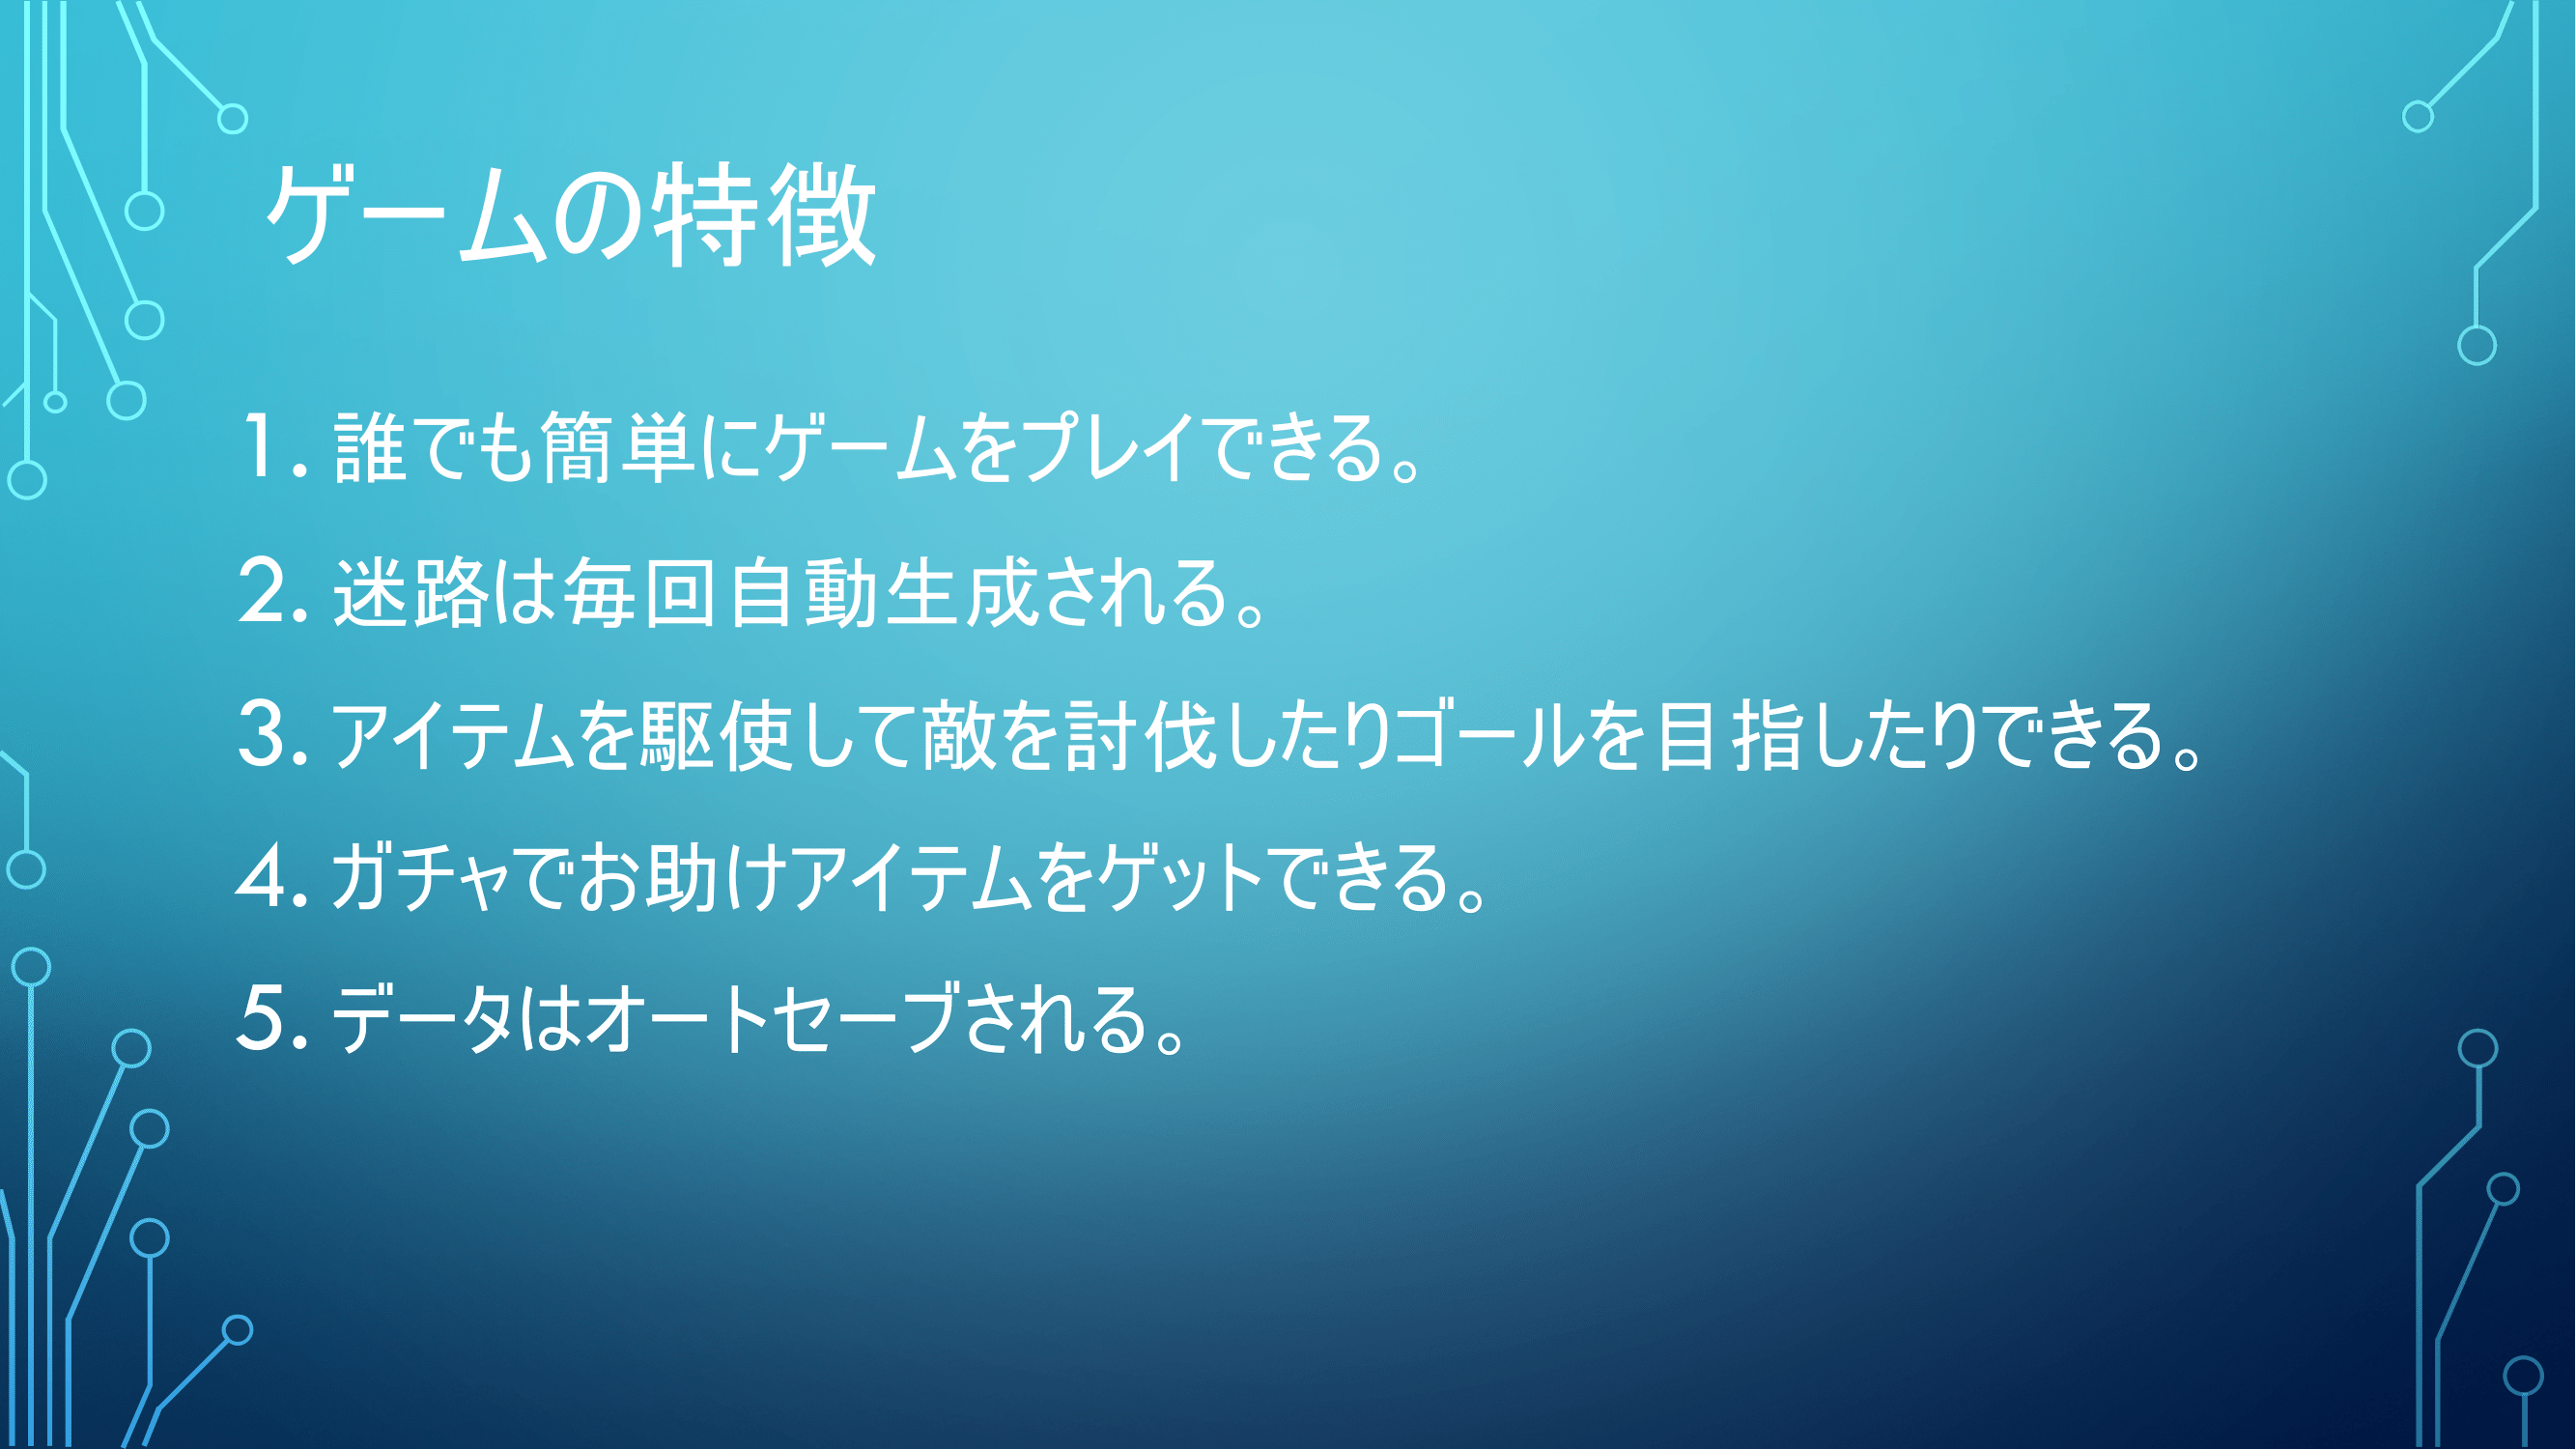 ゲームの特徴
1. 誰でも簡単にゲームをプレイできる。
2. 迷路は毎回自動生成される。
3. アイテムを駆使して敵を討伐したりゴールを目指したりできる。
4. ガチャでお助けアイテムをゲットできる。
5. データはオートセーブされる。